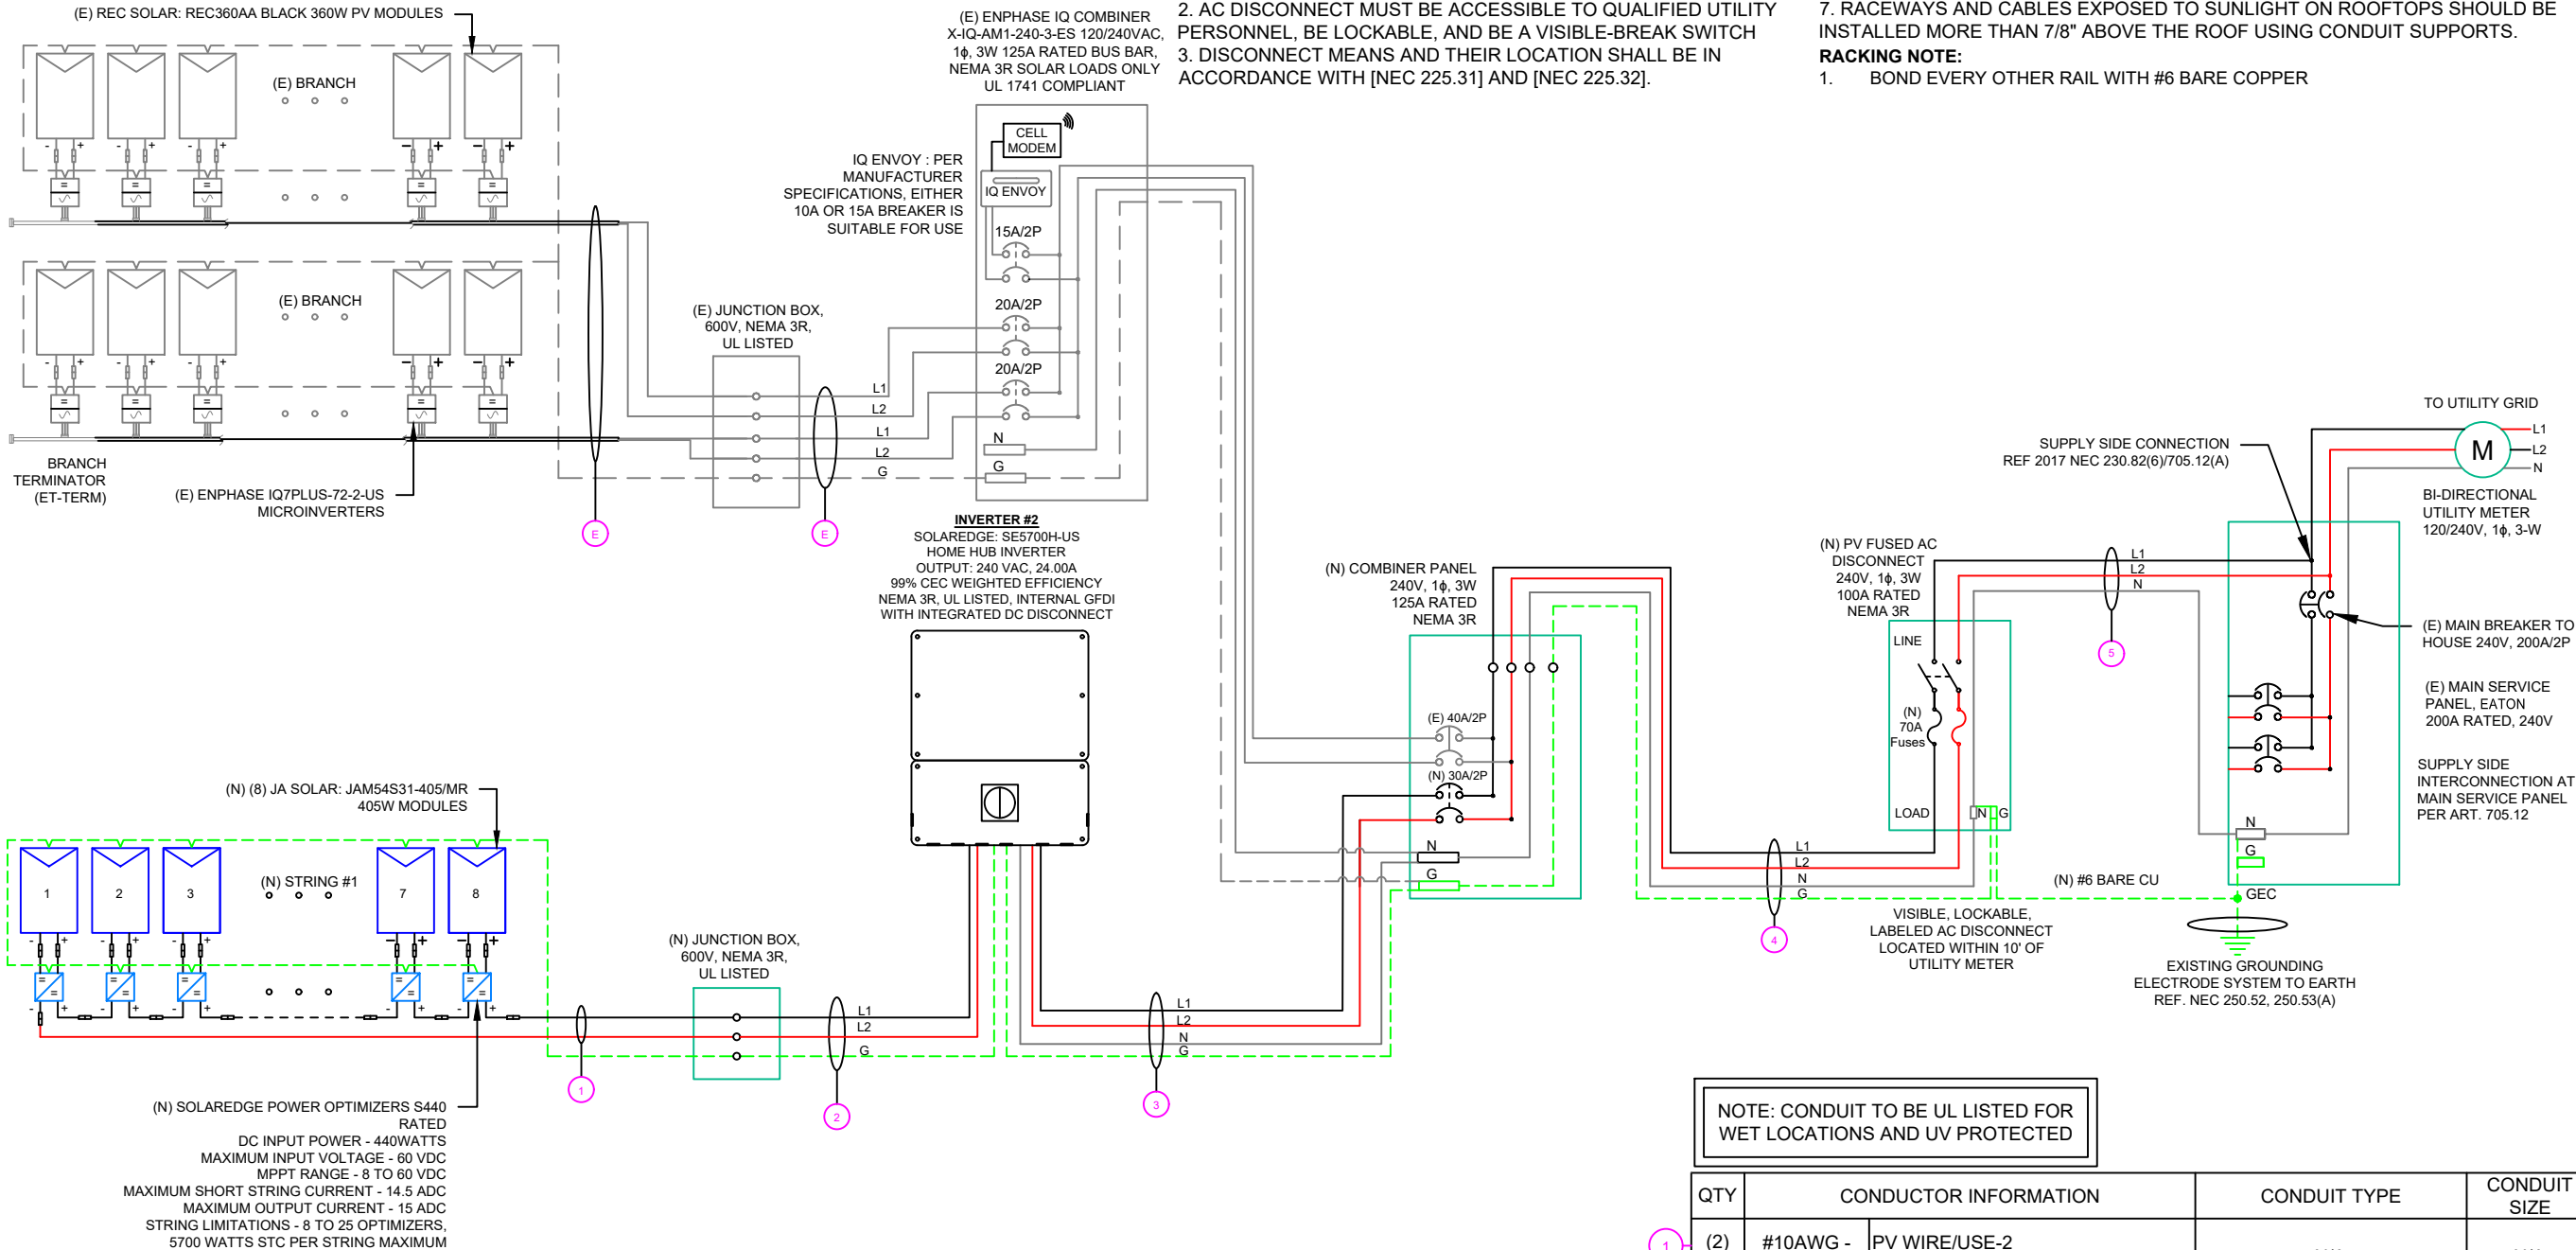 (E) REC SOLAR: REC360AA BLACK 360W PV MODULES
(E) BRANCH
- + - + - + - + - +
(E) BRANCH
- + - + - + - + - +
BRANCH
TERMINATOR
(ET-TERM)
(E) ENPHASE IQ7PLUS-72-2-US
MICROINVERTERS
E
E
(E) JUNCTION BOX,
600V, NEMA 3R,
UL LISTED
L1
L2
L1
L2
G
(E) ENPHASE IQ COMBINER
X-IQ-AM1-240-3-ES 120/240VAC,
1ϕ, 3W 125A RATED BUS BAR,
NEMA 3R SOLAR LOADS ONLY
UL 1741 COMPLIANT
CELL
MODEM
IQ ENVOY
IQ ENVOY : PER
MANUFACTURER
SPECIFICATIONS, EITHER
10A OR 15A BREAKER IS
SUITABLE FOR USE
15A/2P
20A/2P
20A/2P
N
G
2. AC DISCONNECT MUST BE ACCESSIBLE TO QUALIFIED UTILITY
PERSONNEL, BE LOCKABLE, AND BE A VISIBLE-BREAK SWITCH
3. DISCONNECT MEANS AND THEIR LOCATION SHALL BE IN
ACCORDANCE WITH [NEC 225.31] AND [NEC 225.32].
7. RACEWAYS AND CABLES EXPOSED TO SUNLIGHT ON ROOFTOPS SHOULD BE
INSTALLED MORE THAN 7/8" ABOVE THE ROOF USING CONDUIT SUPPORTS.
RACKING NOTE:
1. BOND EVERY OTHER RAIL WITH #6 BARE COPPER
INVERTER #2
SOLAREDGE: SE5700H-US
HOME HUB INVERTER
OUTPUT: 240 VAC, 24.00A
99% CEC WEIGHTED EFFICIENCY
NEMA 3R, UL LISTED, INTERNAL GFDI
WITH INTEGRATED DC DISCONNECT
(N) (8) JA SOLAR: JAM54S31-405/MR
405W MODULES
1 2 3 (N) STRING #1 7 8
- + - + - + - + - +
- + - + - + - + - +
(N) SOLAREDGE POWER OPTIMIZERS S440
RATED
DC INPUT POWER - 440WATTS
MAXIMUM INPUT VOLTAGE - 60 VDC
MPPT RANGE - 8 TO 60 VDC
MAXIMUM SHORT STRING CURRENT - 14.5 ADC
MAXIMUM OUTPUT CURRENT - 15 ADC
STRING LIMITATIONS - 8 TO 25 OPTIMIZERS,
5700 WATTS STC PER STRING MAXIMUM
1
(N) JUNCTION BOX,
600V, NEMA 3R,
UL LISTED
L1
L2
G
2
L1
L2
N
G
3
(N) COMBINER PANEL
240V, 1ϕ, 3W
125A RATED
NEMA 3R
(E) 40A/2P
(N) 30A/2P
N
G
L1
L2
N
G
4
(N) PV FUSED AC
DISCONNECT
240V, 1ϕ, 3W
100A RATED
NEMA 3R
LINE
(N)
70A
Fuses
LOAD
N G
VISIBLE, LOCKABLE,
LABELED AC DISCONNECT
LOCATED WITHIN 10' OF
UTILITY METER
(N) #6 BARE CU
L1
L2
N
5
SUPPLY SIDE CONNECTION
REF 2017 NEC 230.82(6)/705.12(A)
TO UTILITY GRID
M
L1
L2
N
BI-DIRECTIONAL
UTILITY METER
120/240V, 1ϕ, 3-W
(E) MAIN BREAKER TO
HOUSE 240V, 200A/2P
(E) MAIN SERVICE
PANEL, EATON
200A RATED, 240V
SUPPLY SIDE
INTERCONNECTION AT
MAIN SERVICE PANEL
PER ART. 705.12
N
G
GEC
EXISTING GROUNDING
ELECTRODE SYSTEM TO EARTH
REF. NEC 250.52, 250.53(A)
NOTE: CONDUIT TO BE UL LISTED FOR
WET LOCATIONS AND UV PROTECTED
QTY CONDUCTOR INFORMATION CONDUIT TYPE CONDUIT
SIZE
1 (2) #10AWG - PV WIRE/USE-2